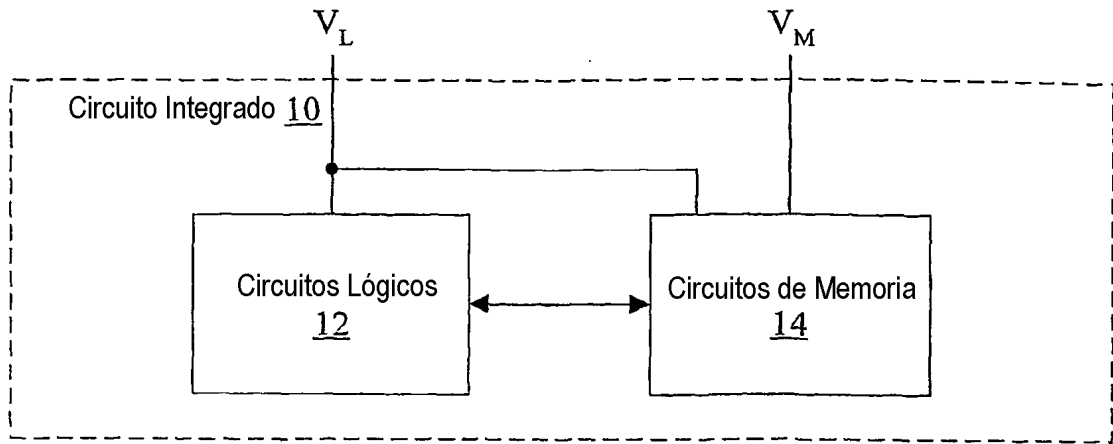 V_L V_M
Circuito Integrado 10
Circuitos Lógicos Circuitos de Memoria
12 14